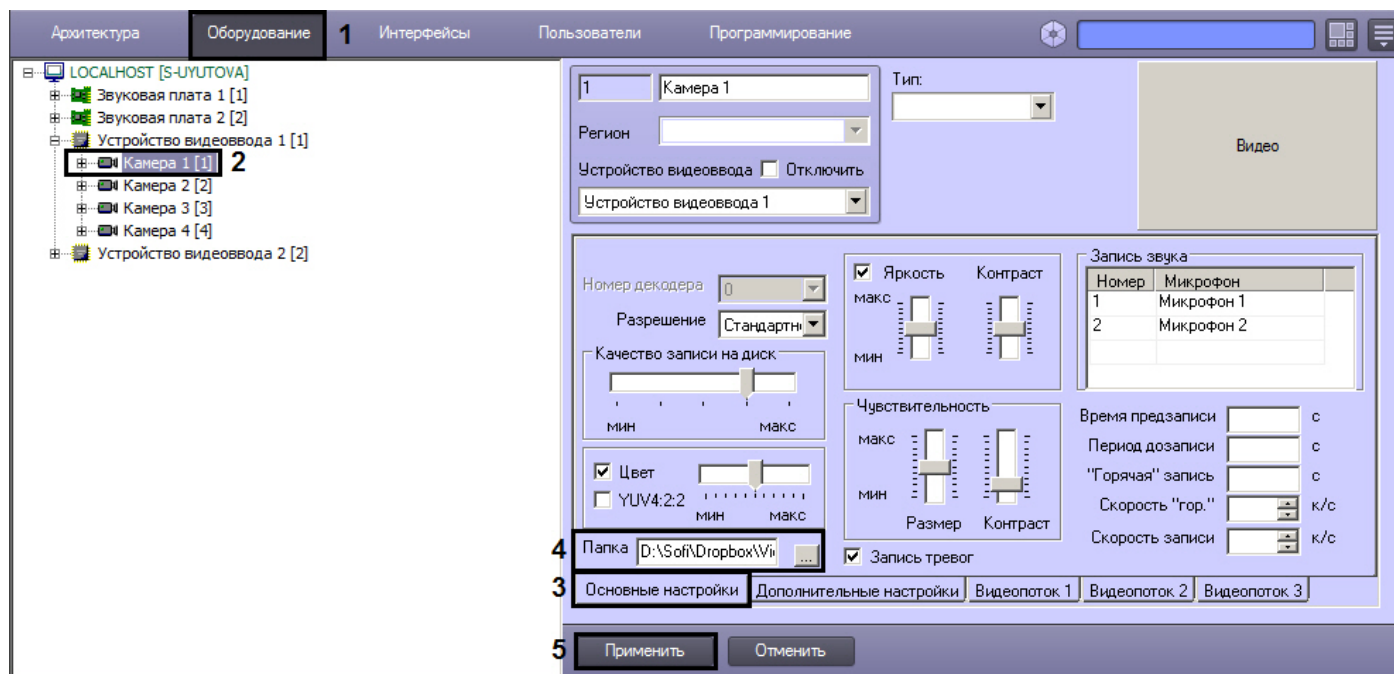 Архитектура Оборудование 1 Интерфейсы Пользователи Программирование
LOCALHOST [S-UYUTOVA]
Звуковая плата 1 [1]
Звуковая плата 2 [2]
Устройство видеоввода 1 [1]
Камера 1 [1] 2
Камера 2 [2]
Камера 3 [3]
Камера 4 [4]
Устройство видеоввода 2 [2]
1 Камера 1
Регион
Устройство видеоввода Отключить
Устройство видеоввода 1
Тип:
Видео
Номер декодера 0
Разрешение Стандартн
Качество записи на диск
мин макс
Цвет
YUV4:2:2
мин макс
4 Папка D:\Sofi\Dropbox\Vi ...
Яркость Контраст
макс
мин
Чувствительность
макс
мин
Размер Контраст
Запись тревог
Запись звука
Номер Микрофон
1 Микрофон 1
2 Микрофон 2
Время предзаписи с
Период дозаписи с
"Горячая" запись с
Скорость "гор." к/с
Скорость записи к/с
3 Основные настройки Дополнительные настройки Видеопоток 1 Видеопоток 2 Видеопоток 3
5 Применить Отменить